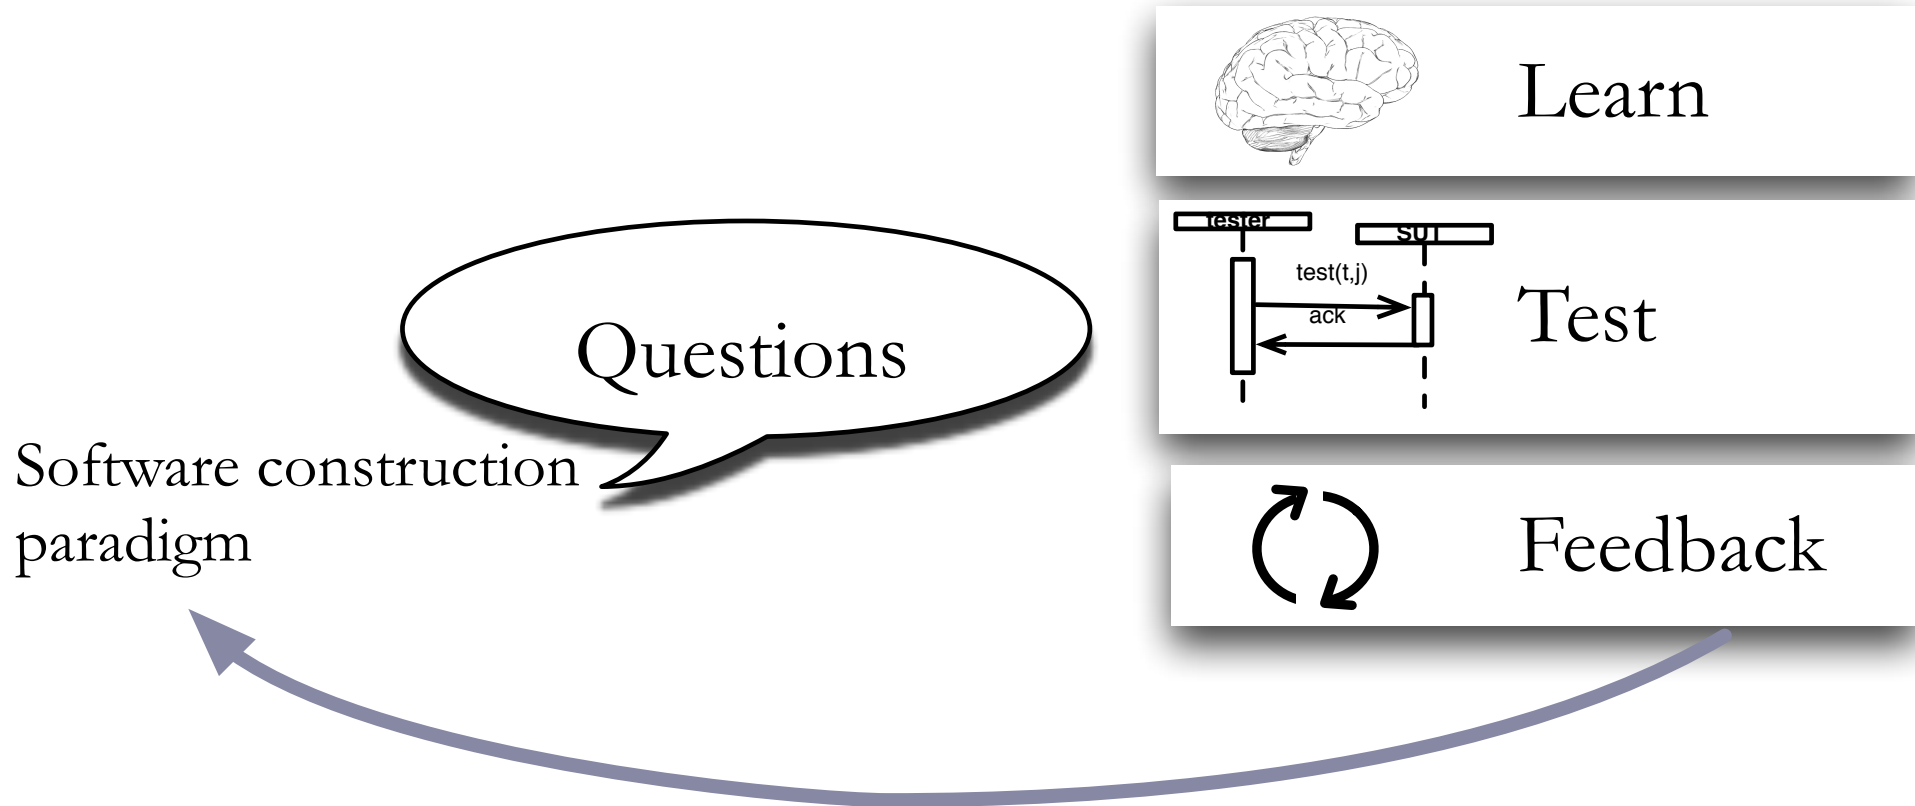 Learn
tester
SUT
test(t,j)
ack
Test
Questions
Software construction
paradigm
Feedback